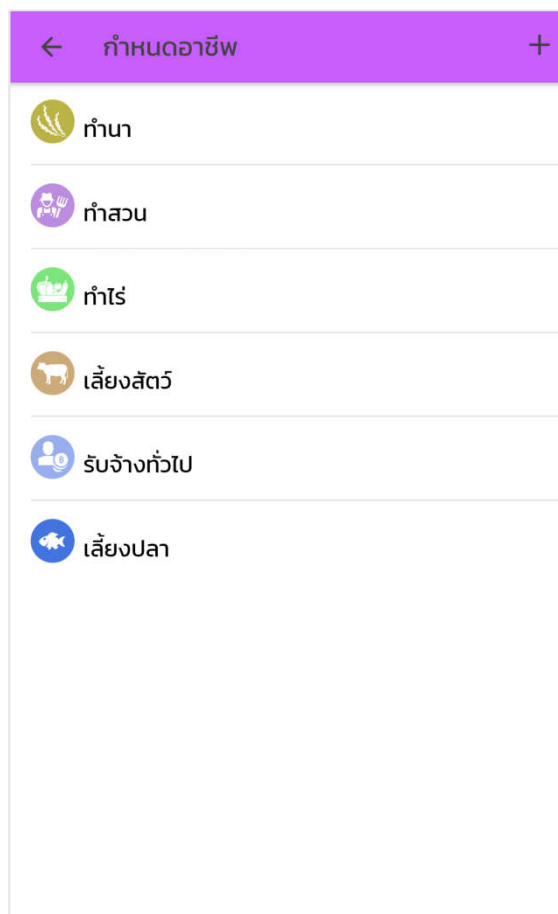 กำหนดอาชีพ
ทำนา
ทำสวน
ทำไร่
เลี้ยงสัตว์
รับจ้างทั่วไป
เลี้ยงปลา